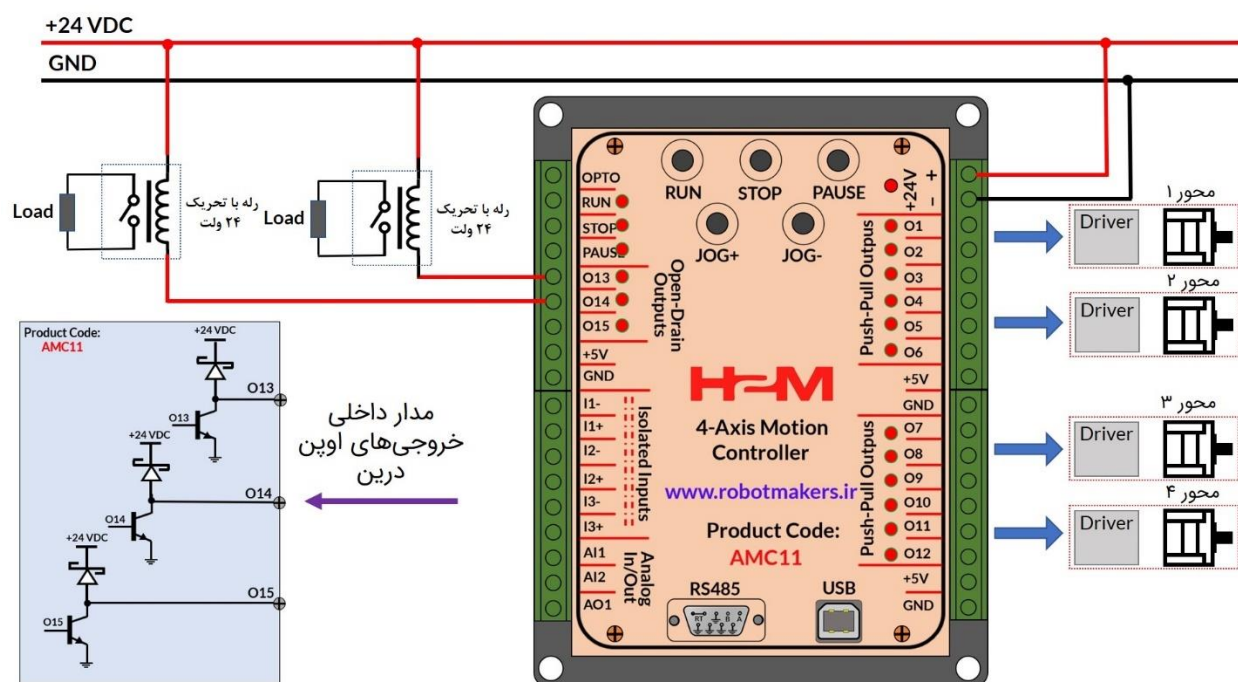 +24 VDC
GND
Load
رله با تحریک
۲۴ ولت
Load
رله با تحریک
۲۴ ولت
RUN
STOP
PAUSE
JOG+
JOG-
OPTO
RUN
STOP
PAUSE
O13
O14
O15
Open-Drain
Outputs
+5V
GND
I1-
I1+
I2-
I2+
I3-
I3+
Isolated Inputs
AI1
AI2
AO1
Analog
In/Out
+24V
+
-
O1
O2
O3
O4
O5
O6
Push-Pull Outpus
+5V
GND
O7
O8
O9
O10
O11
O12
Push-Pull Outpus
+5V
GND
H2M
4-Axis Motion
Controller
www.robotmakers.ir
Product Code:
AMC11
RS485
USB
RT
B
A
محور ۱
Driver
محور ۲
Driver
محور ۳
Driver
محور ۴
Driver
Product Code:
AMC11
+24 VDC
O13
O13
+24 VDC
O14
O14
+24 VDC
O15
O15
مدار داخلی
خروجی‌های اوپن
درین